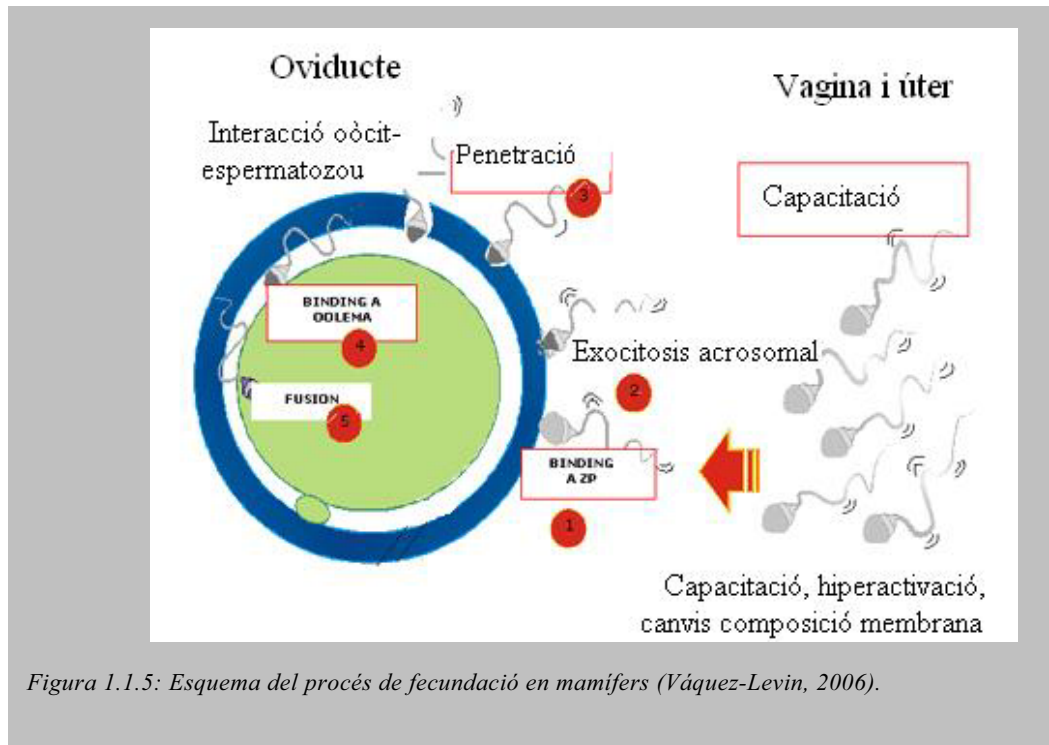 Oviducte
Vagina i úter
Interacció oòcit-
espermatozou
Penetració
3
Capacitació
BINDING A
OOLEMA
4
Exocitosis acrosomal
2
FUSION
5
BINDING
A ZP
1
Capacitació, hiperactivació,
canvis composició membrana
Figura 1.1.5: Esquema del procés de fecundació en mamífers (Váquez-Levin, 2006).